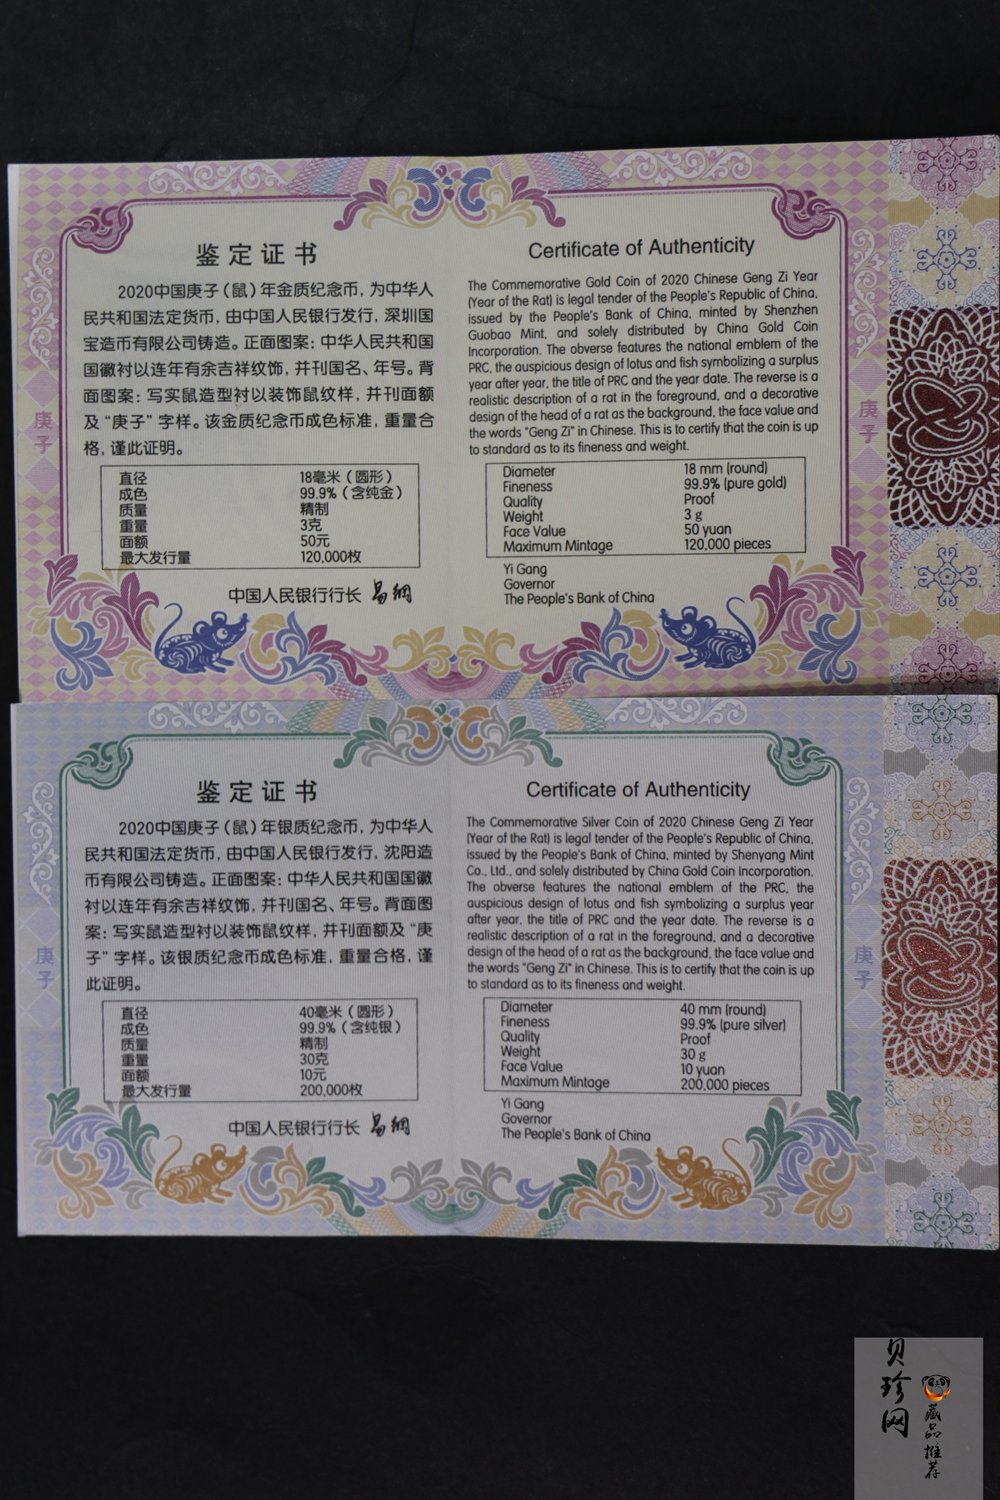 鉴定证书
2020中国庚子（鼠）年金质纪念币，为中华人
民共和国法定货币，由中国人民银行发行，深圳国
宝造币有限公司铸造。正面图案：中华人民共和国
国徽衬以连年有余吉祥纹饰，并刊国名、年号。背
面图案：写实鼠造型衬以装饰鼠纹样，并刊面额
及“庚子”字样。该金质纪念币成色标准，重量合
格，谨此证明。
直径 18毫米（圆形）
成色 99.9%（含纯金）
质量 精制
重量 3克
面额 50元
最大发行量 120,000枚
中国人民银行行长 易纲
庚子
Certificate of Authenticity
The Commemorative Gold Coin of 2020 Chinese Geng Zi Year
(Year of the Rat) is legal tender of the People's Republic of China,
issued by the People's Bank of China, minted by Shenzhen
Guobao Mint, and solely distributed by China Gold Coin
Incorporation. The obverse features the national emblem of the
PRC, the auspicious design of lotus and fish symbolizing a surplus
year after year, the title of PRC and the year date. The reverse is a
realistic description of a rat in the foreground, and a decorative
design of the head of a rat as the background, the face value and
the words "Geng Zi" in Chinese. This is to certify that the coin is up
to standard as to its fineness and weight.
Diameter 18 mm (round)
Fineness 99.9% (pure gold)
Quality Proof
Weight 3 g
Face Value 50 yuan
Maximum Mintage 120,000 pieces
Yi Gang
Governor
The People's Bank of China
庚子
鉴定证书
2020中国庚子（鼠）年银质纪念币，为中华人
民共和国法定货币，由中国人民银行发行，沈阳造
币有限公司铸造。正面图案：中华人民共和国国徽
衬以连年有余吉祥纹饰，并刊国名、年号。背面图
案：写实鼠造型衬以装饰鼠纹样，并刊面额及“庚
子”字样。该银质纪念币成色标准，重量合格，谨
此证明。
直径 40毫米（圆形）
成色 99.9%（含纯银）
质量 精制
重量 30克
面额 10元
最大发行量 200,000枚
中国人民银行行长 易纲
庚子
Certificate of Authenticity
The Commemorative Silver Coin of 2020 Chinese Geng Zi Year
(Year of the Rat) is legal tender of the People's Republic of China,
issued by the People's Bank of China, minted by Shenyang Mint
Co., Ltd., and solely distributed by China Gold Coin Incorporation.
The obverse features the national emblem of the PRC, the
auspicious design of lotus and fish symbolizing a surplus year
after year, the title of PRC and the year date. The reverse is a
realistic description of a rat in the foreground, and a decorative
design of the head of a rat as the background, the face value and
the words "Geng Zi" in Chinese. This is to certify that the coin is up
to standard as to its fineness and weight.
Diameter 40 mm (round)
Fineness 99.9% (pure silver)
Quality Proof
Weight 30 g
Face Value 10 yuan
Maximum Mintage 200,000 pieces
Yi Gang
Governor
The People's Bank of China
庚子
贝珍网
藏品推荐